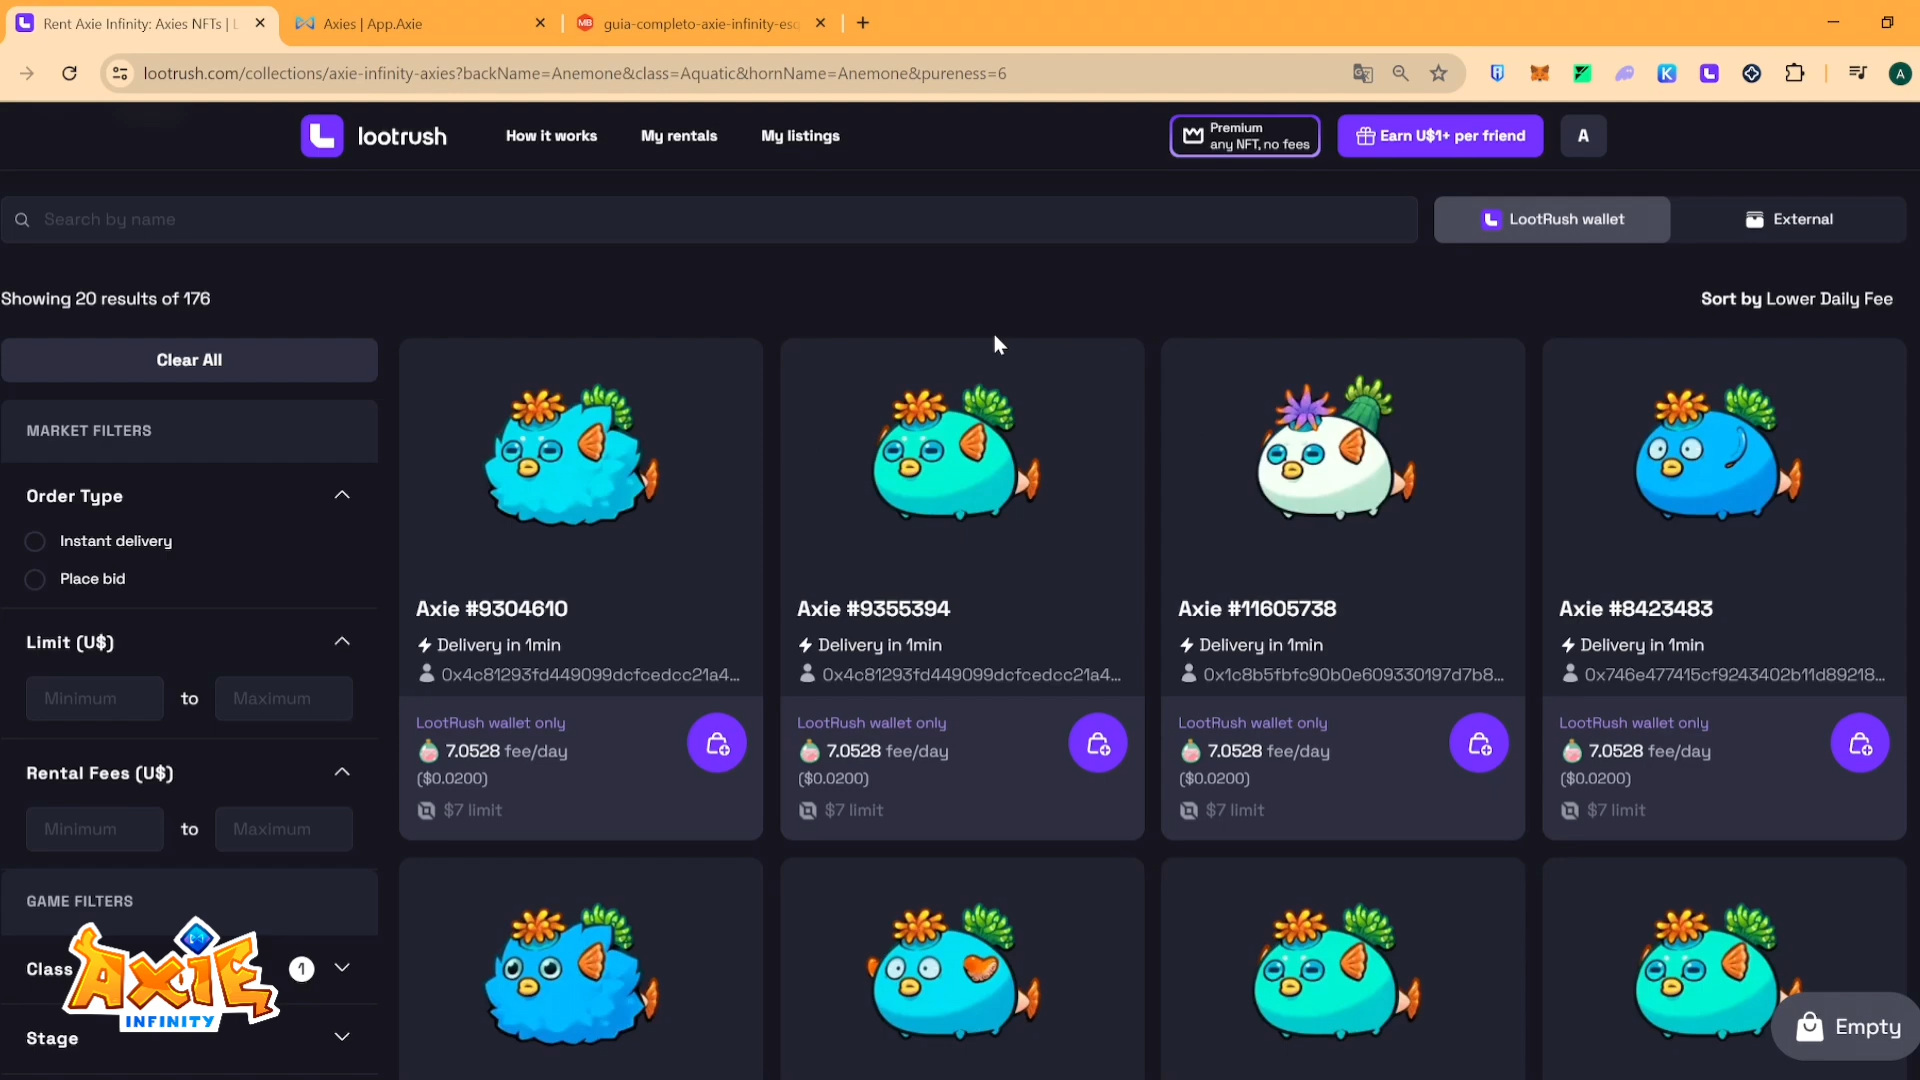 Rent Axie Infinity: Axies NFTs | L
Axies | App.Axie
MB
guia-completo-axie-infinity-esc
lootrush.com/collections/axie-infinity-axies?backName=Anemone&class=Aquatic&hornName=Anemone&pureness=6
K
A
lootrush
How it works
My rentals
My listings
Premium
any NFT, no fees
Earn U$1+ per friend
A
Search by name
LootRush wallet
External
Showing 20 results of 176
Sort by Lower Daily Fee
Clear All
MARKET FILTERS
Order Type
Instant delivery
Place bid
Limit (U$)
Minimum to Maximum
Rental Fees (U$)
Minimum to Maximum
GAME FILTERS
Class 1
AXIE
INFINITY
Stage
Axie #9304610
Delivery in 1min
0x4c81293fd449099dcfcedcc21a4...
LootRush wallet only
7.0528 fee/day
($0.0200)
$7 limit
Axie #9355394
Delivery in 1min
0x4c81293fd449099dcfcedcc21a4...
LootRush wallet only
7.0528 fee/day
($0.0200)
$7 limit
Axie #11605738
Delivery in 1min
0x1c8b5fbfc90b0e609330197d7b8...
LootRush wallet only
7.0528 fee/day
($0.0200)
$7 limit
Axie #8423483
Delivery in 1min
0x746e477415cf9243402b11d89218...
LootRush wallet only
7.0528 fee/day
($0.0200)
$7 limit
Empty